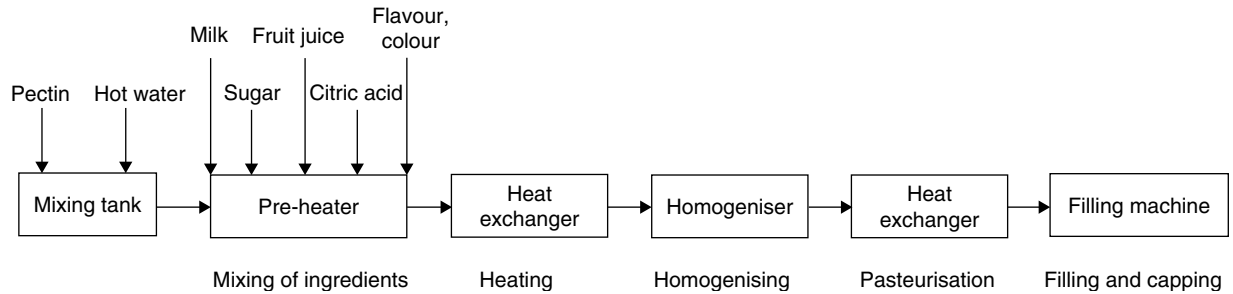 Flavour,
colour
Milk
Fruit juice
Pectin
Hot water
Sugar
Citric acid
Mixing tank
Pre-heater
Heat
exchanger
Homogeniser
Heat
exchanger
Filling machine
Mixing of ingredients
Heating
Homogenising
Pasteurisation
Filling and capping